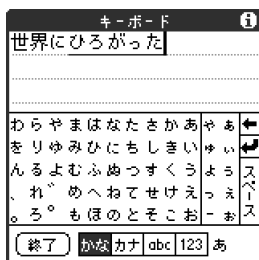 キーボード
世界にひろがった
わらやまはなたさかあ ゃぁ
をりゆみひにちしきい ゅぃ
んるよむふぬつすくう ょぅ
、れ゛めへねてせけえ っぇ スペース
。ろ゜もほのとそこお ーぉ
終了 かな カナ abc 123 あ